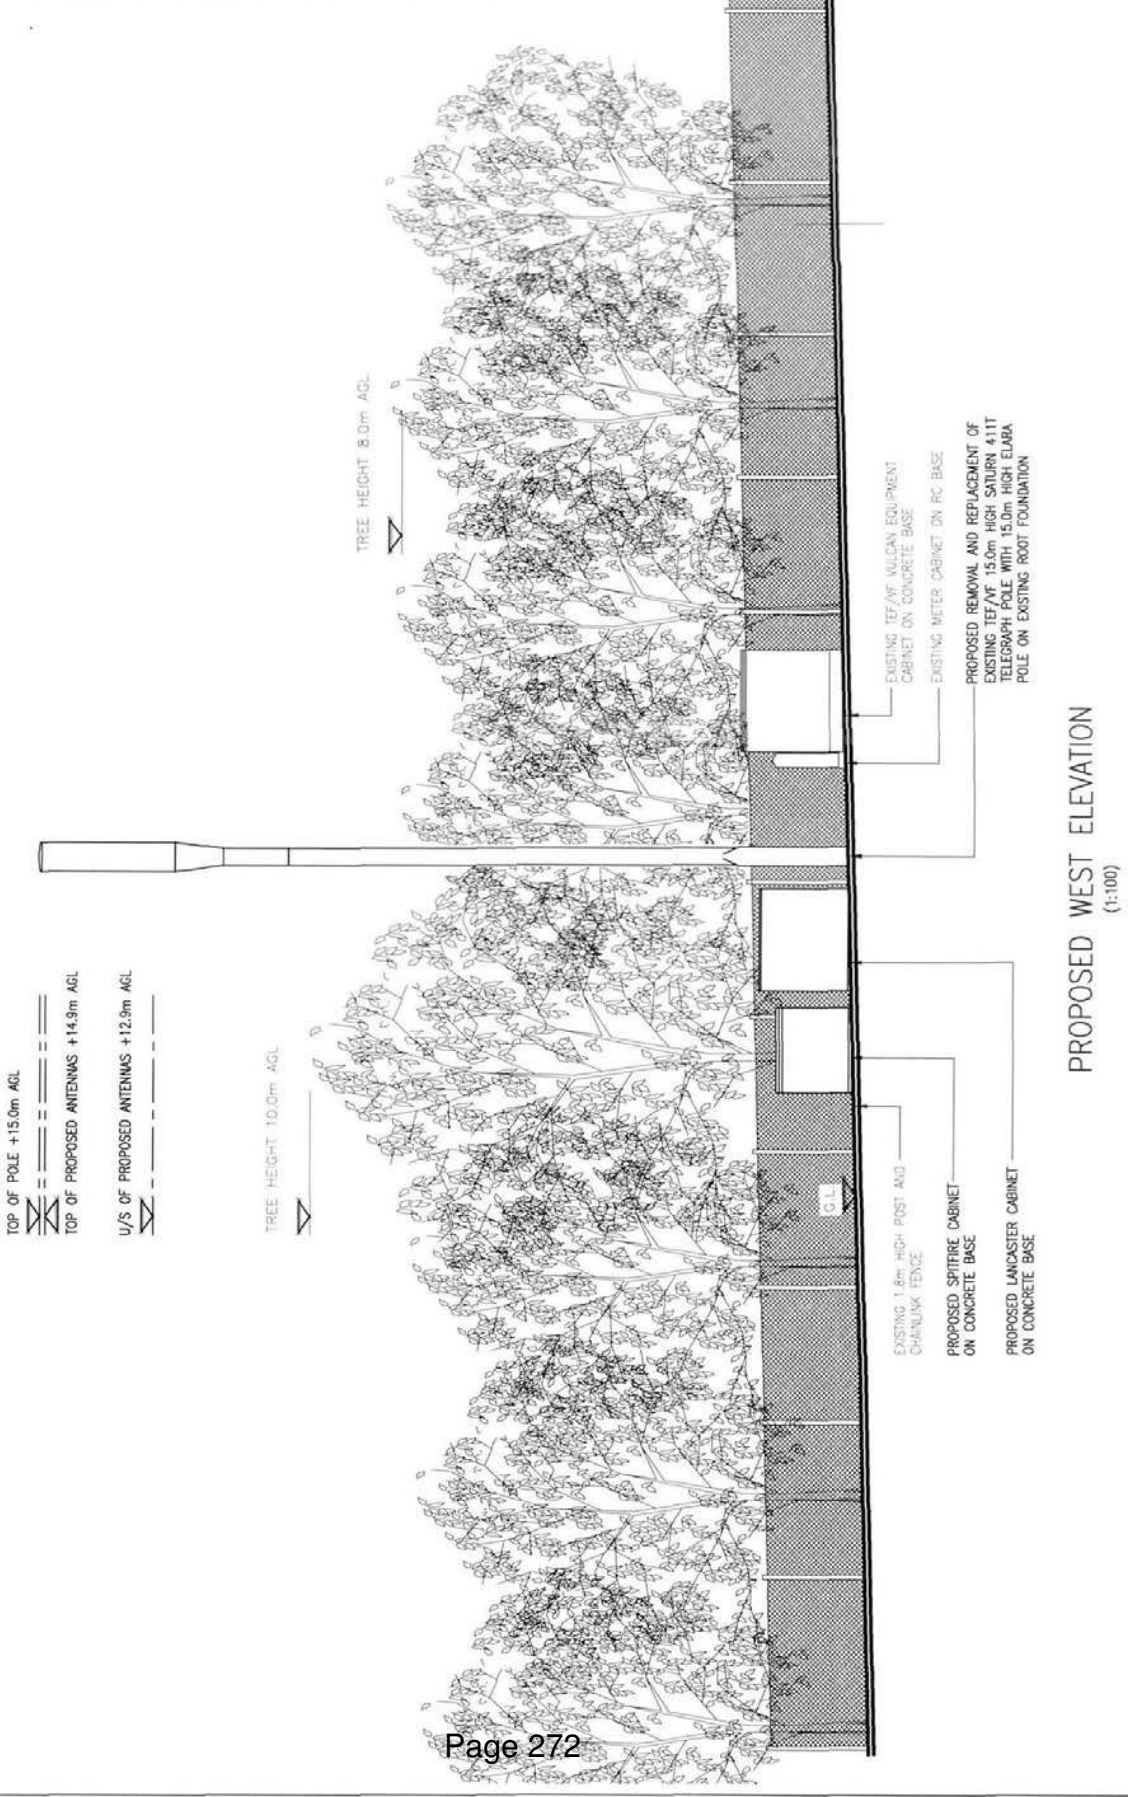 TOP OF POLE +15.0m AGL
TOP OF PROPOSED ANTENNAS +14.9m AGL
U/S OF PROPOSED ANTENNAS +12.9m AGL
TREE HEIGHT 10.0m AGL
TREE HEIGHT 8.0m AGL
G.L.
EXISTING 1.8m HIGH POST AND
CHAINLINK FENCE
PROPOSED SPITFIRE CABINET
ON CONCRETE BASE
PROPOSED LANCASTER CABINET
ON CONCRETE BASE
EXISTING TEF/VF VULCAN EQUIPMENT
CABINET ON CONCRETE BASE
EXISTING METER CABINET ON RC BASE
PROPOSED REMOVAL AND REPLACEMENT OF
EXISTING TEF/VF 15.0m HIGH SATURN 411T
TELEGRAPH POLE WITH 15.0m HIGH ELARA
POLE ON EXISTING ROOT FOUNDATION
PROPOSED WEST ELEVATION
(1:100)
Page 272